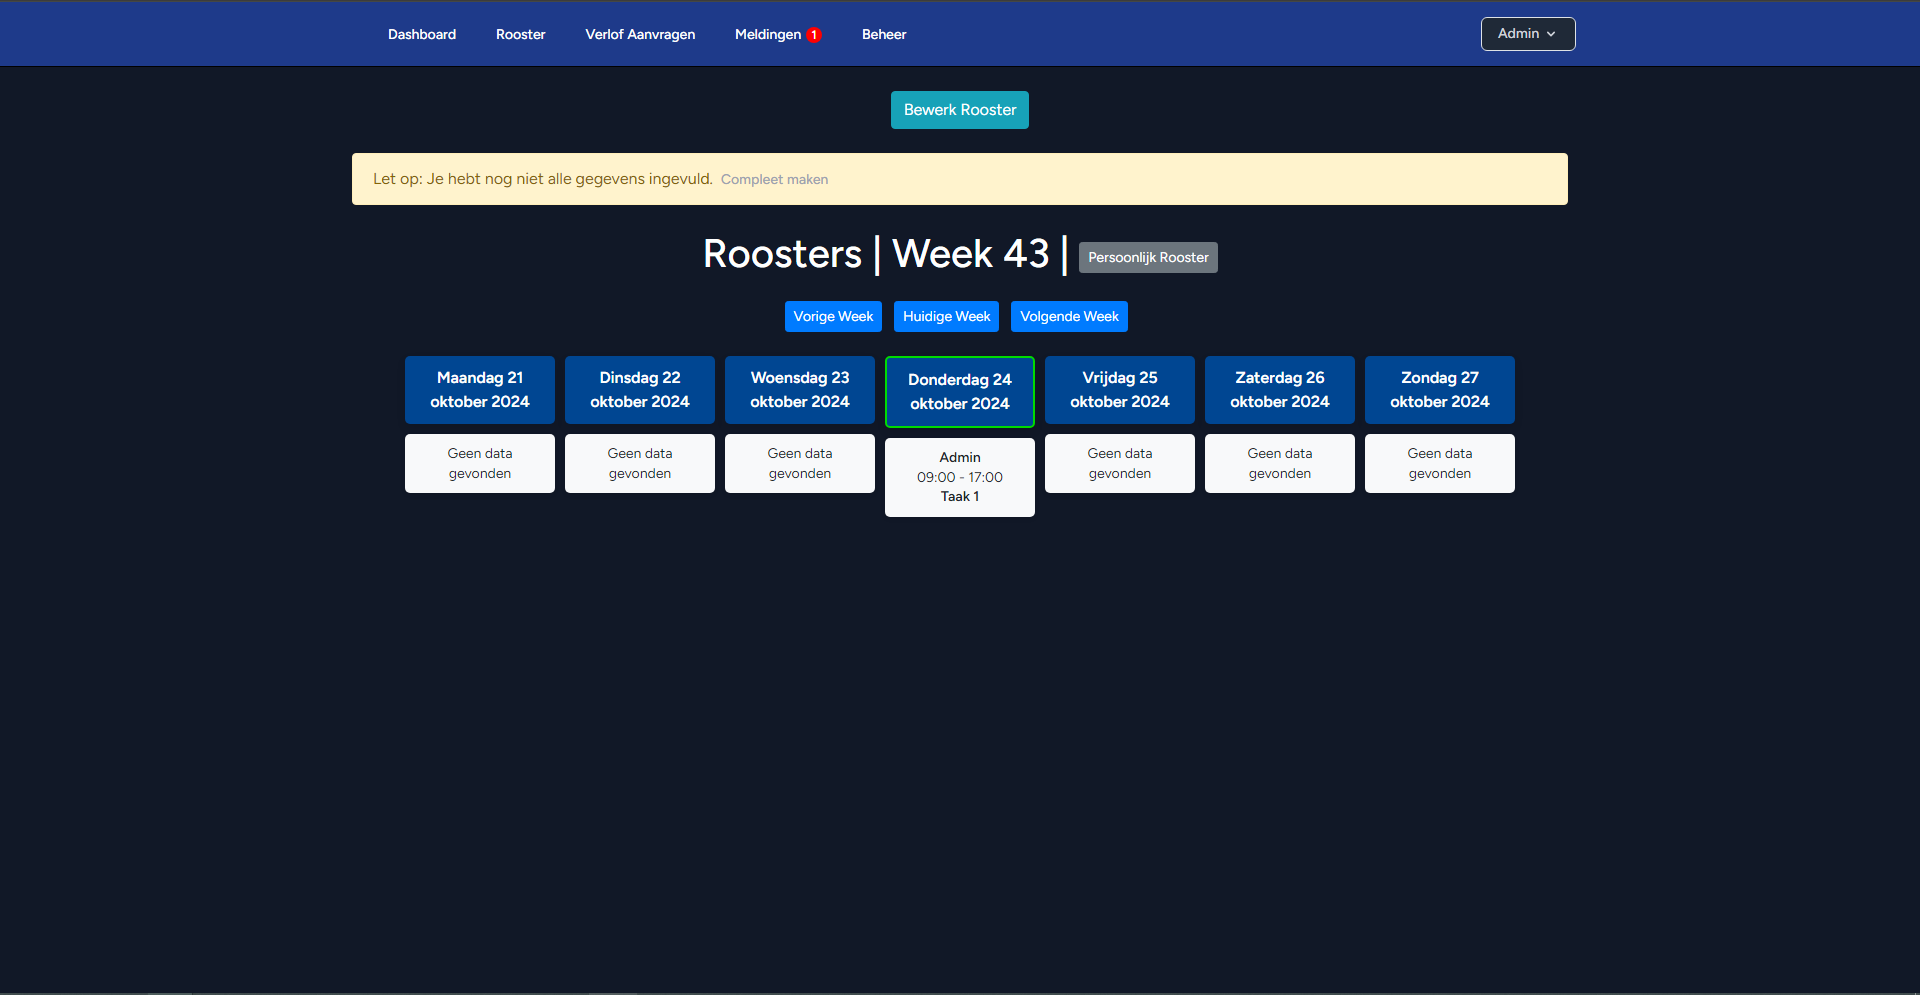 Dashboard Rooster Verlof Aanvragen Meldingen 1 Beheer Admin
Bewerk Rooster
Let op: Je hebt nog niet alle gegevens ingevuld. Compleet maken
Roosters | Week 43 | Persoonlijk Rooster
Vorige Week Huidige Week Volgende Week
Maandag 21
oktober 2024
Geen data
gevonden
Dinsdag 22
oktober 2024
Geen data
gevonden
Woensdag 23
oktober 2024
Geen data
gevonden
Donderdag 24
oktober 2024
Admin
09:00 - 17:00
Taak 1
Vrijdag 25
oktober 2024
Geen data
gevonden
Zaterdag 26
oktober 2024
Geen data
gevonden
Zondag 27
oktober 2024
Geen data
gevonden